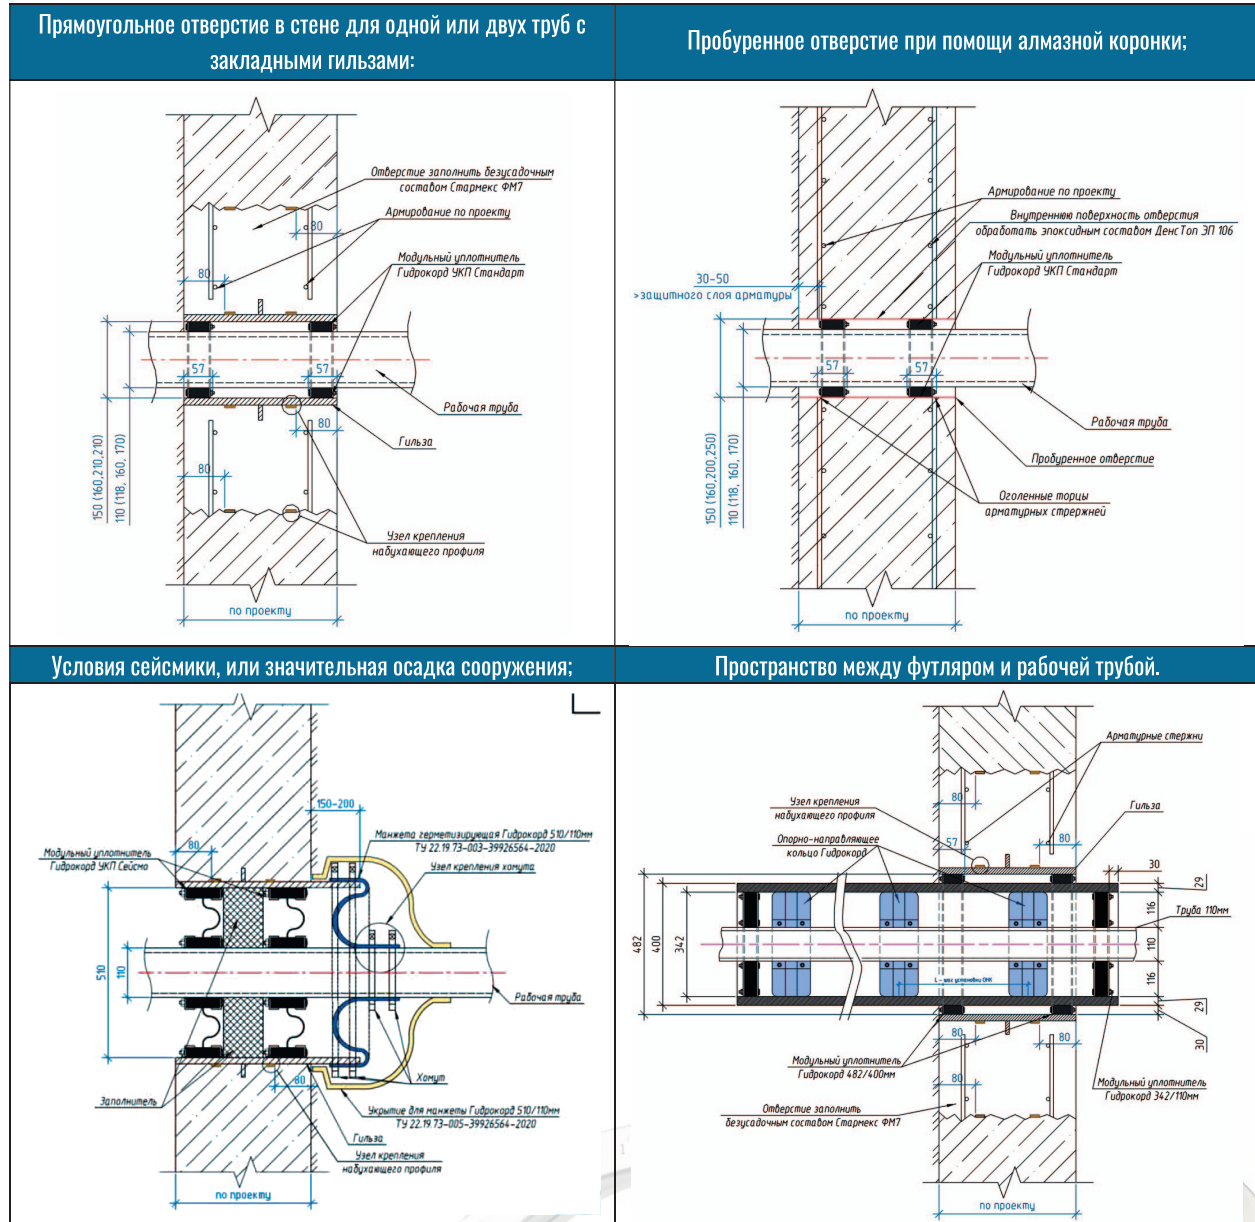 Прямоугольное отверстие в стене для одной или двух труб с
закладными гильзами:
Пробуренное отверстие при помощи алмазной коронки;
Отверстие заполнить безусадочным
составом Стармекс ФМ7
Армирование по проекту
80
Модульный уплотнитель
Гидрокорд УКП Стандарт
80
57
57
Рабочая труба
Гильза
80
80
150 (160,210,210)
110 (118, 160, 170)
Узел крепления
набухающего профиля
по проекту
Армирование по проекту
Внутреннюю поверхность отверстия
обработать эпоксидным составом ДенсТоп ЭП 106
Модульный уплотнитель
Гидрокорд УКП Стандарт
30-50
>защитного слоя арматуры
57
57
Рабочая труба
Пробуренное отверстие
150 (160,200,250)
110 (118, 160, 170)
Оголенные торцы
арматурных стрержней
по проекту
Условия сейсмики, или значительная осадка сооружения;
Пространство между футляром и рабочей трубой.
150-200
Манжета герметизирующая Гидрокорд 510/110мм
ТУ 22.19.73-003-39926564-2020
80
Модульный уплотнитель
Гидрокорд УКП Сейсмо
Узел крепления хомута
510
110
Рабочая труба
80
Хомут
Заполнитель
Укрытие для манжеты Гидрокорд 510/110мм
ТУ 22.19.73-005-39926564-2020
Гильза
Узел крепления
набухающего профиля
по проекту
Арматурные стержни
80
Узел крепления
набухающего профиля
Гильза
Опорно-направляющее
кольцо Гидрокорд
57
80
30
29
116
Труба 110мм
482
400
342
110
L - шаг установки ОНК
116
29
30
80
80
Модульный уплотнитель
Гидрокорд 482/400мм
80
Модульный уплотнитель
Гидрокорд 342/110мм
Отверстие заполнить
безусадочным составом Стармекс ФМ7
по проекту